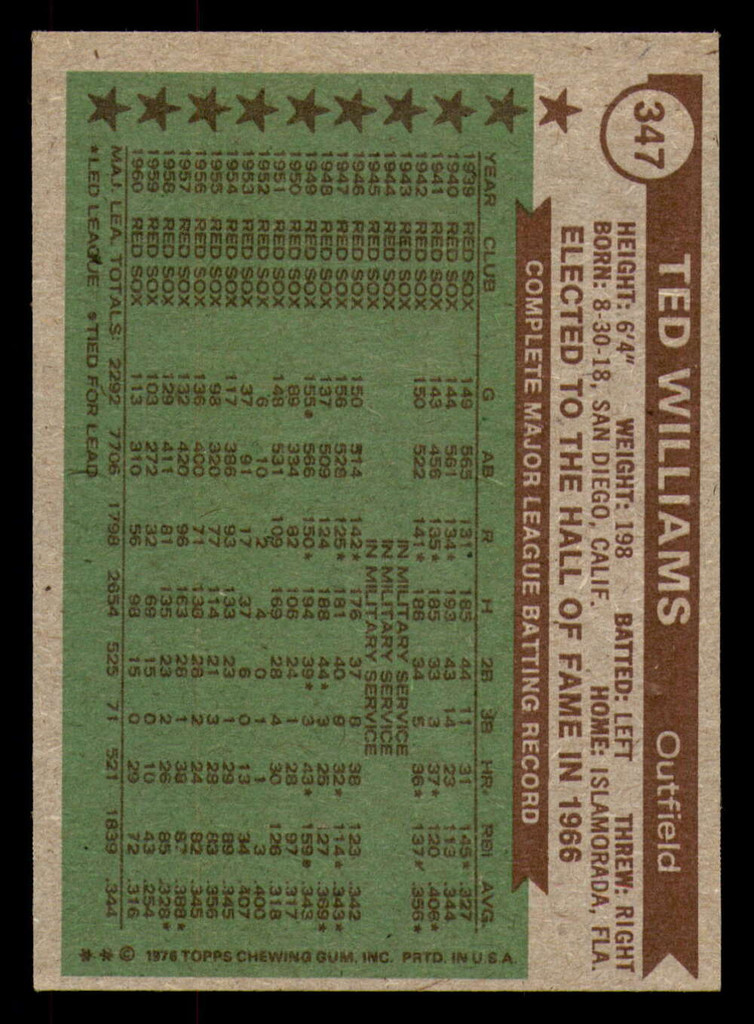 347
TED WILLIAMS Outfield
HEIGHT: 6'4" WEIGHT: 198 BATTED: LEFT THREW: RIGHT
BORN: 8-30-18, SAN DIEGO, CALIF. HOME: ISLAMORADA, FLA.
ELECTED TO THE HALL OF FAME IN 1966
COMPLETE MAJOR LEAGUE BATTING RECORD
YEAR CLUB G AB R H 2B 3B HR. RBI AVG.
1939 RED SOX 149 565 131* 185 44 11 31 145* .327
1940 RED SOX 144 561 134* 193 43 14 23 113 .344
1941 RED SOX 143 456 135* 185 33 3 37* 120 .406*
1942 RED SOX 150 522 141* 186 34 5 36* 137* .356*
1943 RED SOX IN MILITARY SERVICE
1944 RED SOX IN MILITARY SERVICE
1945 RED SOX IN MILITARY SERVICE
1946 RED SOX 150 514 142* 176 37 8 38 123 .342
1947 RED SOX 156 528 125* 181 40 9 32* 114* .343*
1948 RED SOX 137 509 124 188 44* 3 25 127 .369*
1949 RED SOX 155• 566 150* 194 39* 3 43* 159• .343
1950 RED SOX 89 334 82 106 24 1 28 97 .317
1951 RED SOX 148 531 109 169 28 4 30 126 .318
1952 RED SOX 6 10 2 4 0 1 1 3 .400
1953 RED SOX 37 91 17 37 6 0 13 34 .407
1954 RED SOX 117 386 93 133 23 1 29 89 .345
1955 RED SOX 98 320 77 114 21 3 28 83 .356
1956 RED SOX 136 400 71 138 28 2 24 82 .345
1957 RED SOX 132 420 96 163 28 1 38 87 .388*
1958 RED SOX 129 411 81 135 23 2 26 85 .328*
1959 RED SOX 103 272 32 69 15 0 10 43 .254
1960 RED SOX 113 310 56 98 15 0 29 72 .316
MAJ. LEA. TOTALS: 2292 7706 1798 2654 525 71 521 1839 .344
*LED LEAGUE •TIED FOR LEAD
** © 1976 TOPPS CHEWING GUM, INC. PRTD. IN U.S.A.